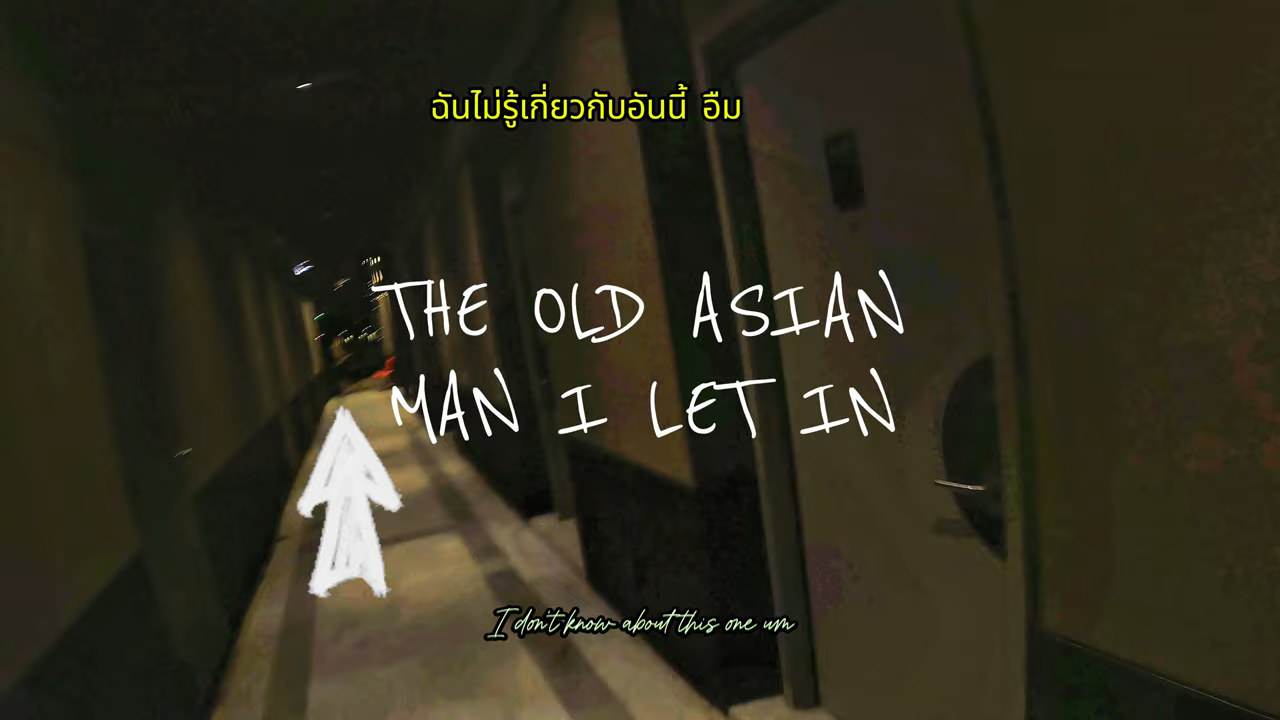 ฉันไม่รู้เกี่ยวกับอันนี้ อืม
THE OLD ASIAN
MAN I LET IN
I don't know about this one um